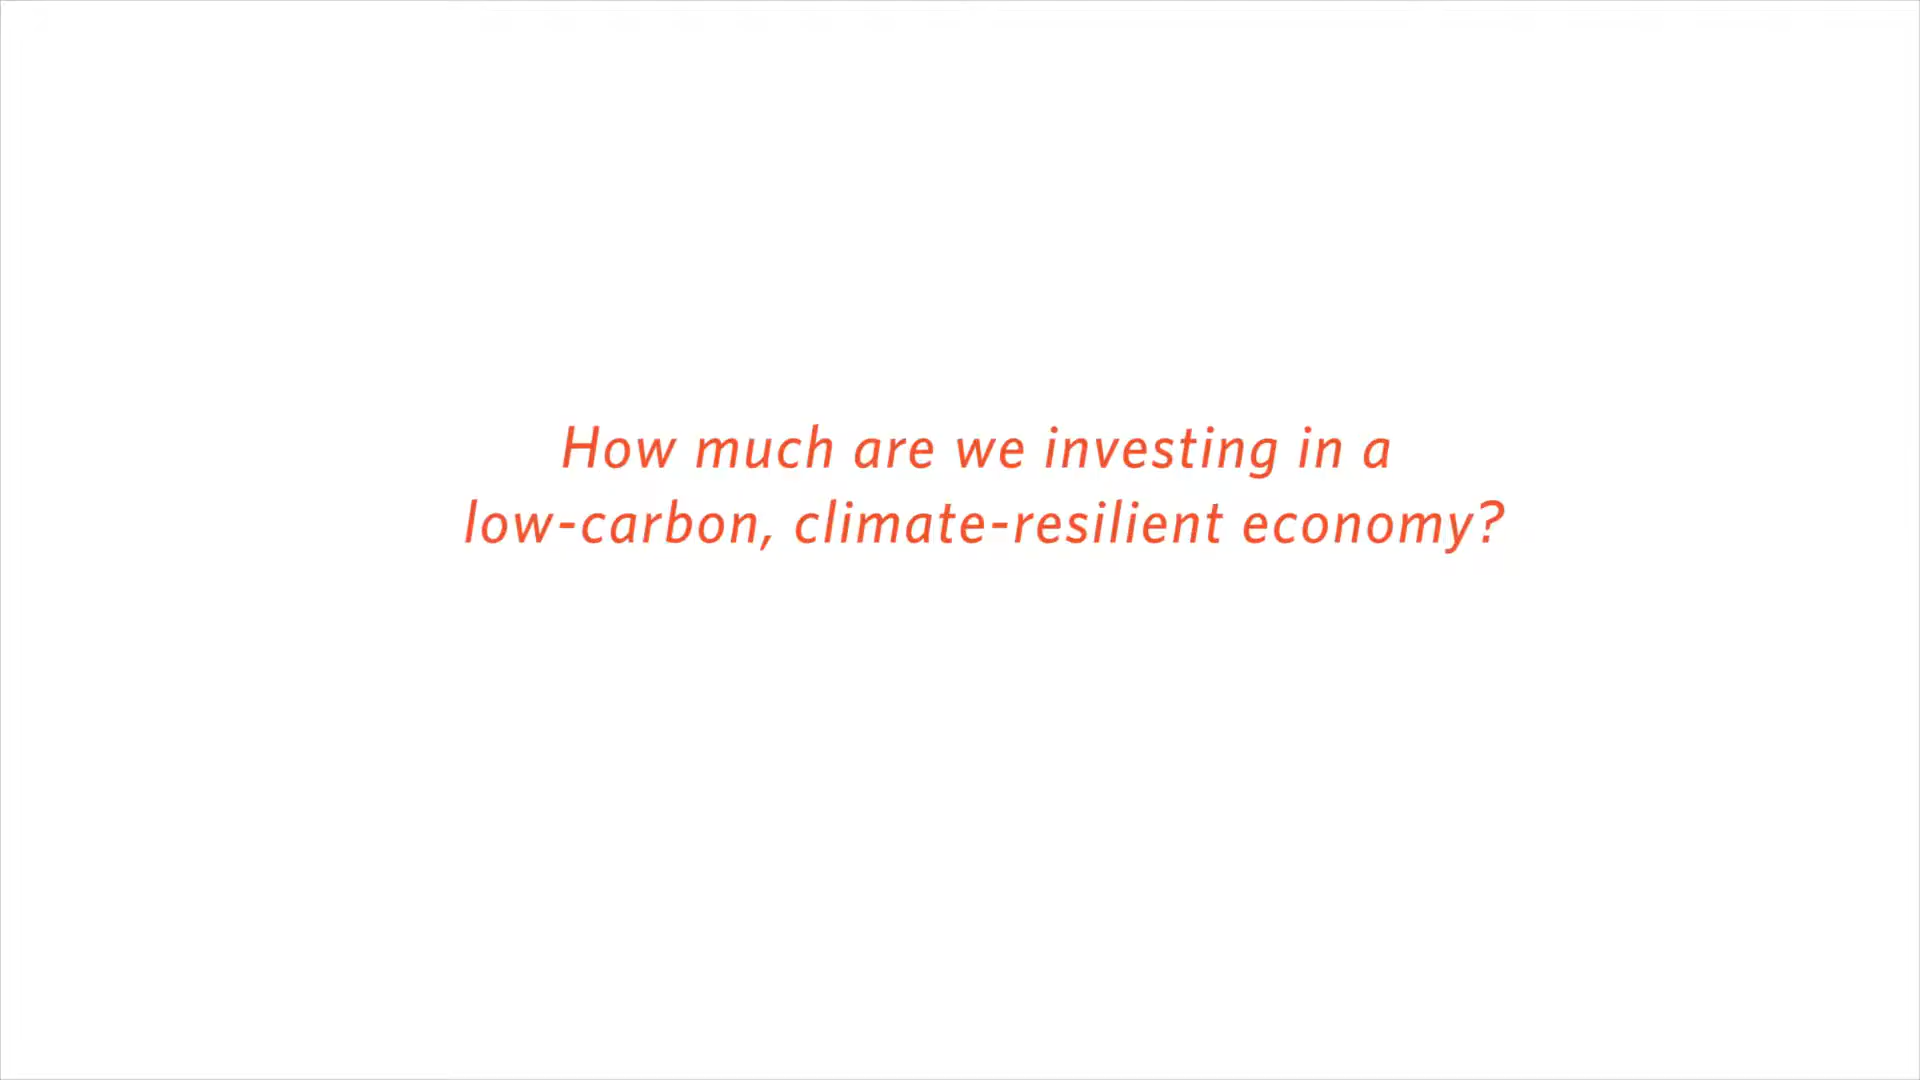 How much are we investing in a
low-carbon, climate-resilient economy?